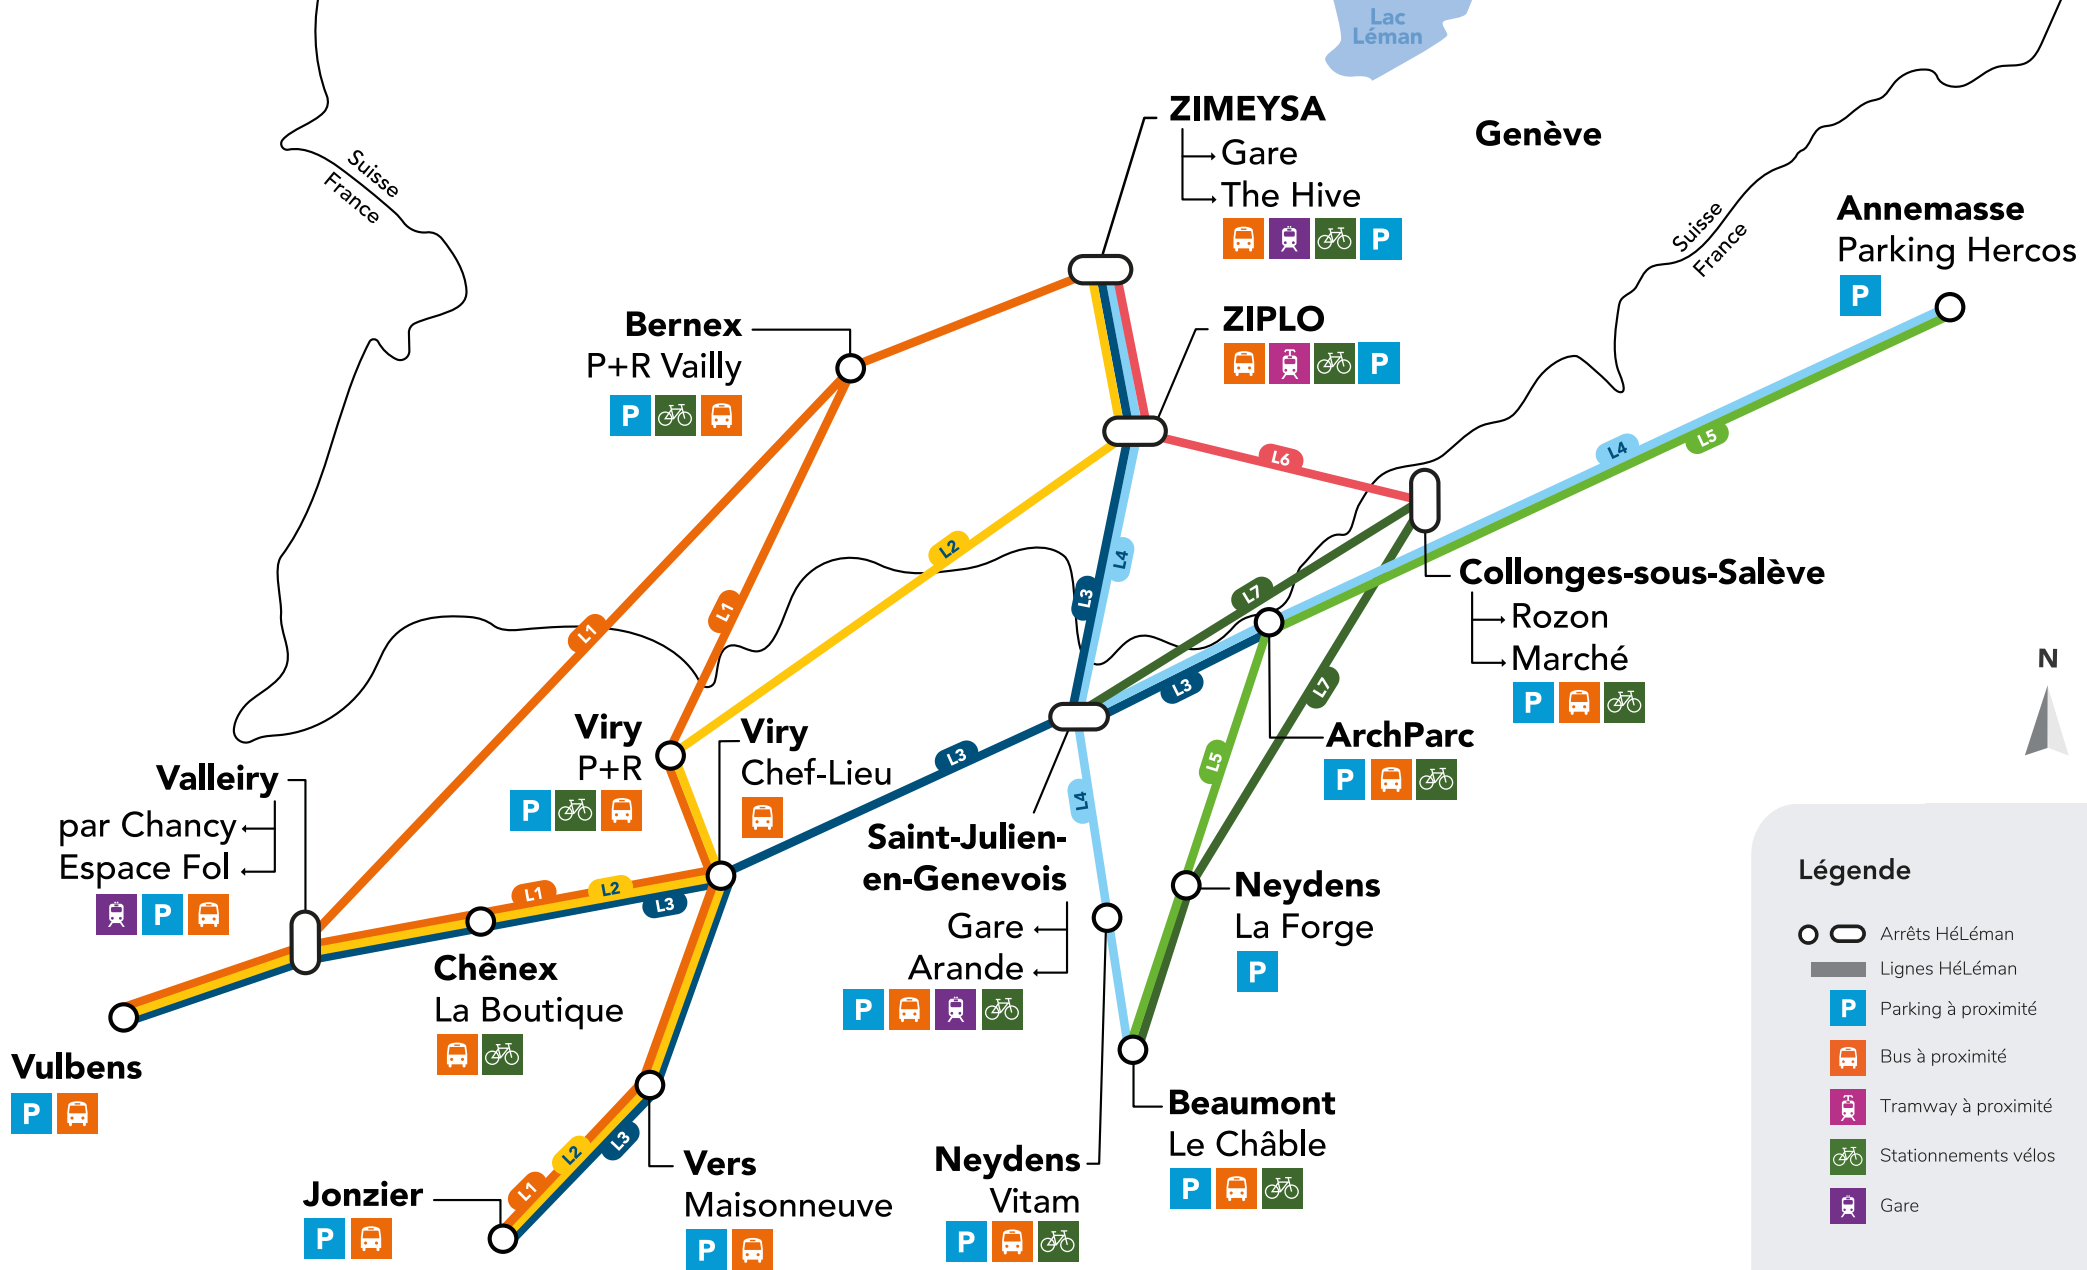 Lac
Léman
ZIMEYSA
Gare
The Hive
P
Genève
Suisse
France
Suisse
France
Annemasse
Parking Hercos
P
Bernex
P+R Vailly
P
ZIPLO
P
L6
L4
L5
L2
L4
L3
L1
L1
L7
Collonges-sous-Salève
Rozon
Marché
P
N
L3
L7
Viry
P+R
P
Viry
Chef-Lieu
L3
L5
L4
ArchParc
P
Valleiry
par Chancy
Espace Fol
P
Saint-Julien-
en-Genevois
Gare
Arande
P
L1
L2
L3
Neydens
La Forge
P
Chênex
La Boutique
Vulbens
P
Beaumont
Le Châble
P
L1
L2
L3
Vers
Maisonneuve
P
Neydens
Vitam
P
Jonzier
P
Légende
Arrêts HéLéman
Lignes HéLéman
P Parking à proximité
Bus à proximité
Tramway à proximité
Stationnements vélos
Gare